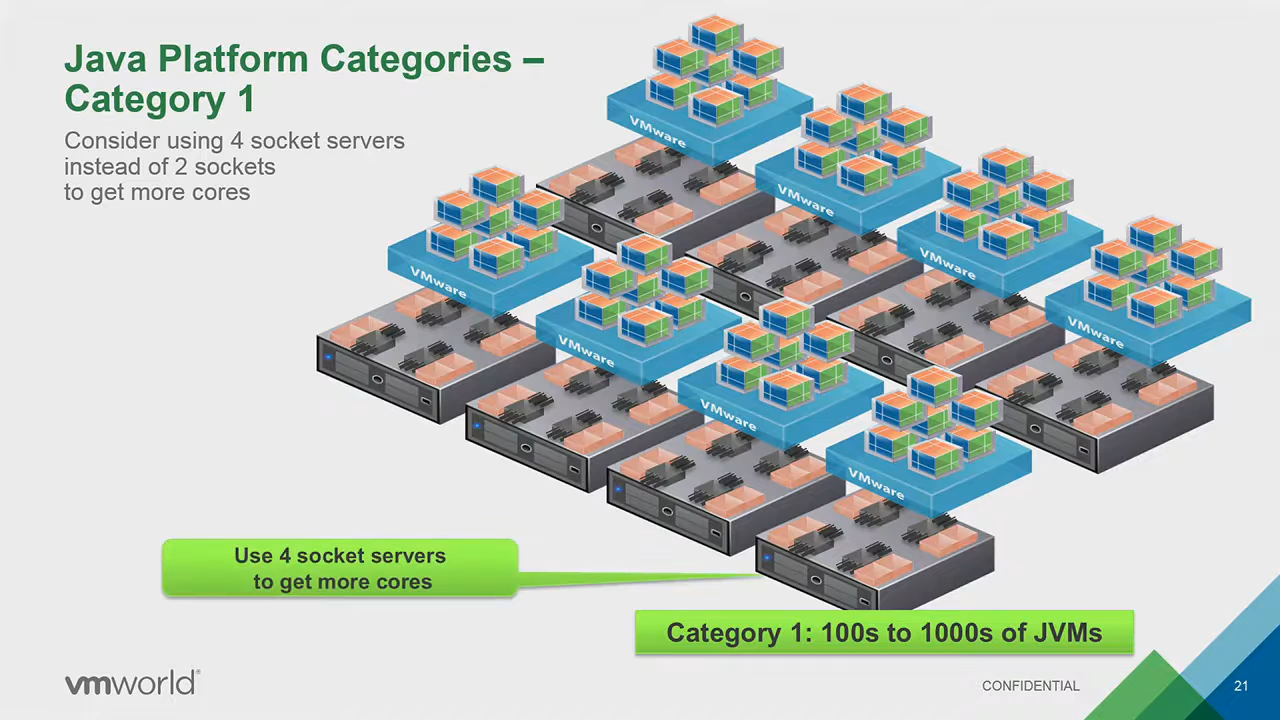 Java Platform Categories –
Category 1
Consider using 4 socket servers
instead of 2 sockets
to get more cores
VMware
VMware
VMware
VMware
VMware
VMware
VMware
VMware
Use 4 socket servers
to get more cores
Category 1: 100s to 1000s of JVMs
vmworld®
CONFIDENTIAL
21